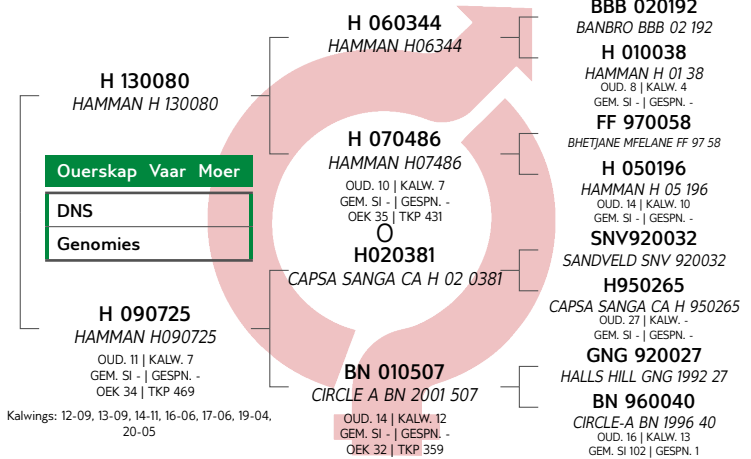 H 130080
HAMMAN H 130080
Ouerskap Vaar Moer
DNS
Genomies
H 090725
HAMMAN H090725
OUD. 11 | KALW. 7
GEM. SI - | GESPN. -
OEK 34 | TKP 469
Kalwings: 12-09, 13-09, 14-11, 16-06, 17-06, 19-04,
20-05
H 060344
HAMMAN H06344
H 070486
HAMMAN H07486
OUD. 10 | KALW. 7
GEM. SI - | GESPN. -
OEK 35 | TKP 431
O
H020381
CAPSA SANGA CA H 02 0381
BN 010507
CIRCLE A BN 2001 507
OUD. 14 | KALW. 12
GEM. SI - | GESPN. -
OEK 32 | TKP 359
BBB 020192
BANBRO BBB 02 192
H 010038
HAMMAN H 01 38
OUD. 8 | KALW. 4
GEM. SI - | GESPN. -
FF 970058
BHETJANE MFELANE FF 97 58
H 050196
HAMMAN H 05 196
OUD. 14 | KALW. 10
GEM. SI - | GESPN. -
SNV920032
SANDVELD SNV 920032
H950265
CAPSA SANGA CA H 950265
OUD. 27 | KALW. -
GEM. SI - | GESPN. -
GNG 920027
HALLS HILL GNG 1992 27
BN 960040
CIRCLE-A BN 1996 40
OUD. 16 | KALW. 13
GEM. SI 102 | GESPN. 1